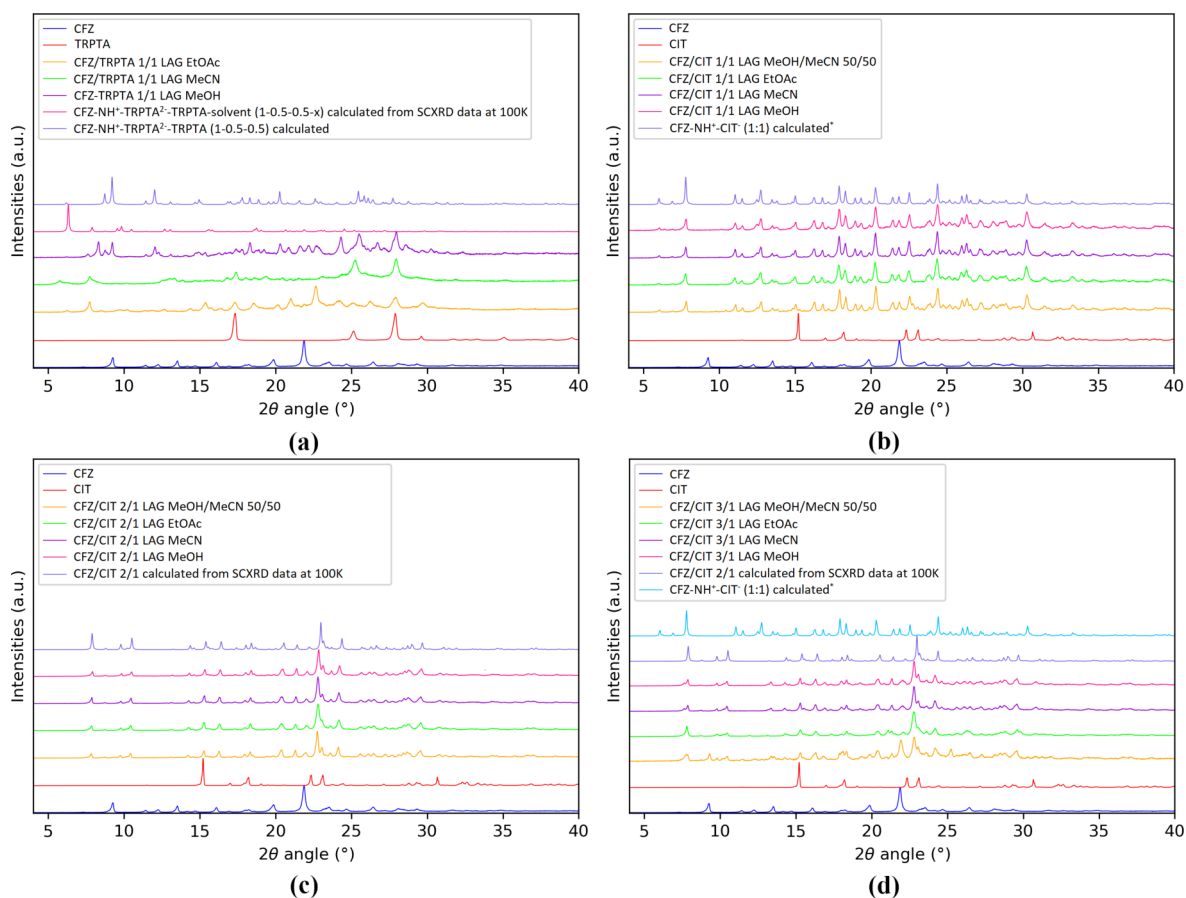 CFZ
TRPTA
CFZ/TRPTA 1/1 LAG EtOAc
CFZ/TRPTA 1/1 LAG MeCN
CFZ-TRPTA 1/1 LAG MeOH
CFZ-NH⁺-TRPTA²⁻-TRPTA-solvent (1-0.5-0.5-x) calculated from SCXRD data at 100K
CFZ-NH⁺-TRPTA²⁻-TRPTA (1-0.5-0.5) calculated
Intensities (a.u.)
5 10 15 20 25 30 35 40
2θ angle (°)
(a)
CFZ
CIT
CFZ/CIT 1/1 LAG MeOH/MeCN 50/50
CFZ/CIT 1/1 LAG EtOAc
CFZ/CIT 1/1 LAG MeCN
CFZ/CIT 1/1 LAG MeOH
CFZ-NH⁺-CIT⁻ (1:1) calculated*
Intensities (a.u.)
5 10 15 20 25 30 35 40
2θ angle (°)
(b)
CFZ
CIT
CFZ/CIT 2/1 LAG MeOH/MeCN 50/50
CFZ/CIT 2/1 LAG EtOAc
CFZ/CIT 2/1 LAG MeCN
CFZ/CIT 2/1 LAG MeOH
CFZ/CIT 2/1 calculated from SCXRD data at 100K
Intensities (a.u.)
5 10 15 20 25 30 35 40
2θ angle (°)
(c)
CFZ
CIT
CFZ/CIT 3/1 LAG MeOH/MeCN 50/50
CFZ/CIT 3/1 LAG EtOAc
CFZ/CIT 3/1 LAG MeCN
CFZ/CIT 3/1 LAG MeOH
CFZ/CIT 2/1 calculated from SCXRD data at 100K
CFZ-NH⁺-CIT⁻ (1:1) calculated*
Intensities (a.u.)
5 10 15 20 25 30 35 40
2θ angle (°)
(d)